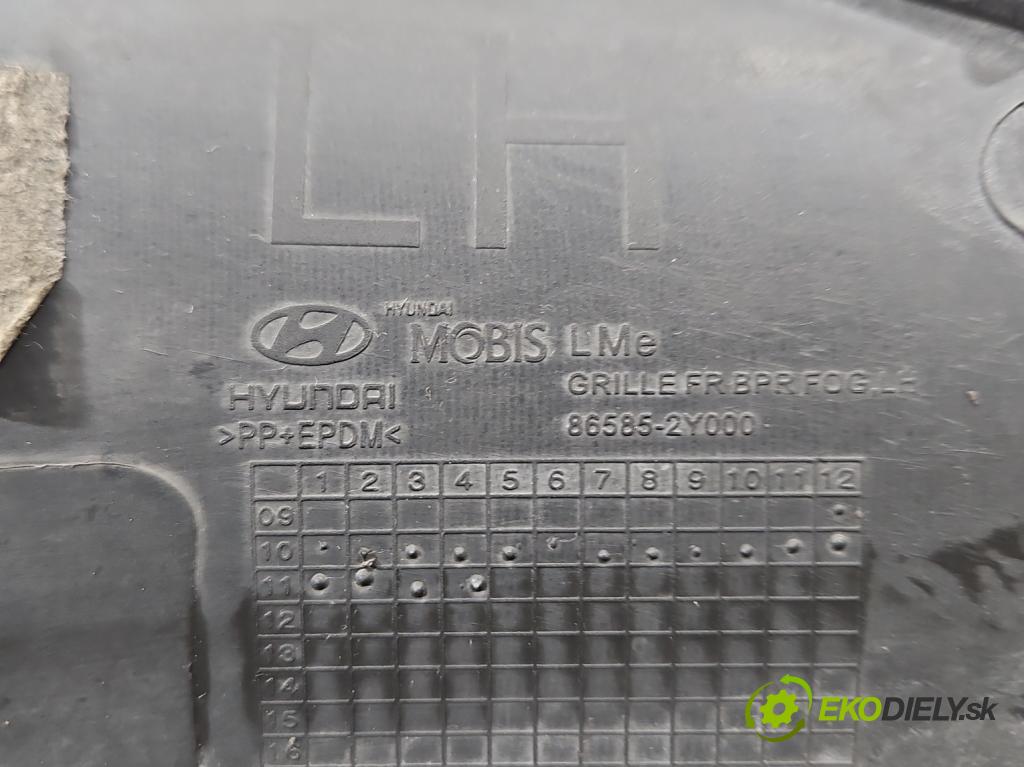 LH
HYUNDAI
MOBIS LMe
HYUNDAI
GRILLE FR.BPR FOG,LH
>PP+EPDM<
86585-2Y000
1 2 3 4 5 6 7 8 9 10 11 12
09
10
11
12
13
14
15
16
EKODIELY.sk